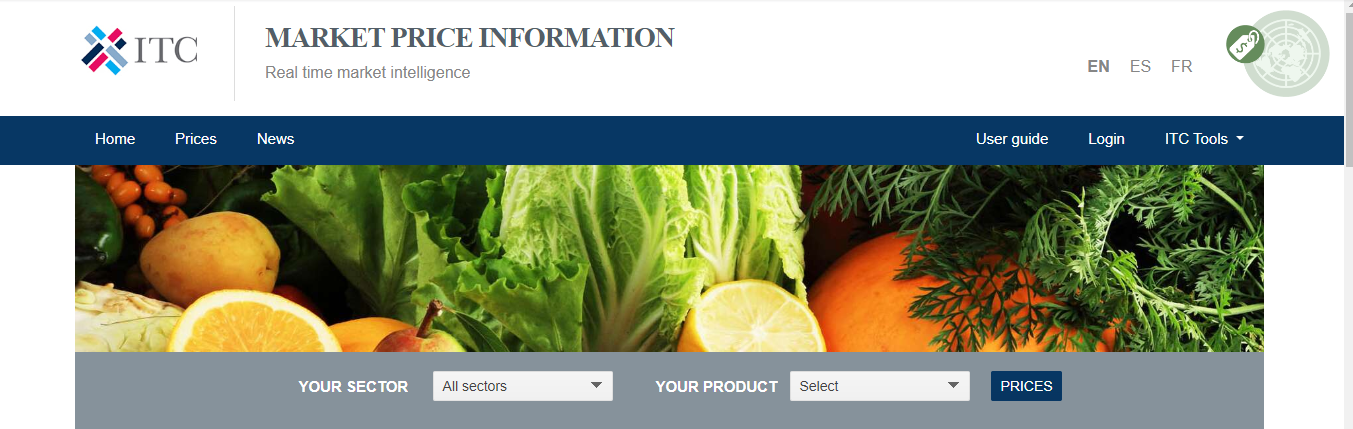 ITC
MARKET PRICE INFORMATION
Real time market intelligence
EN ES FR
Home Prices News User guide Login ITC Tools
YOUR SECTOR All sectors YOUR PRODUCT Select PRICES